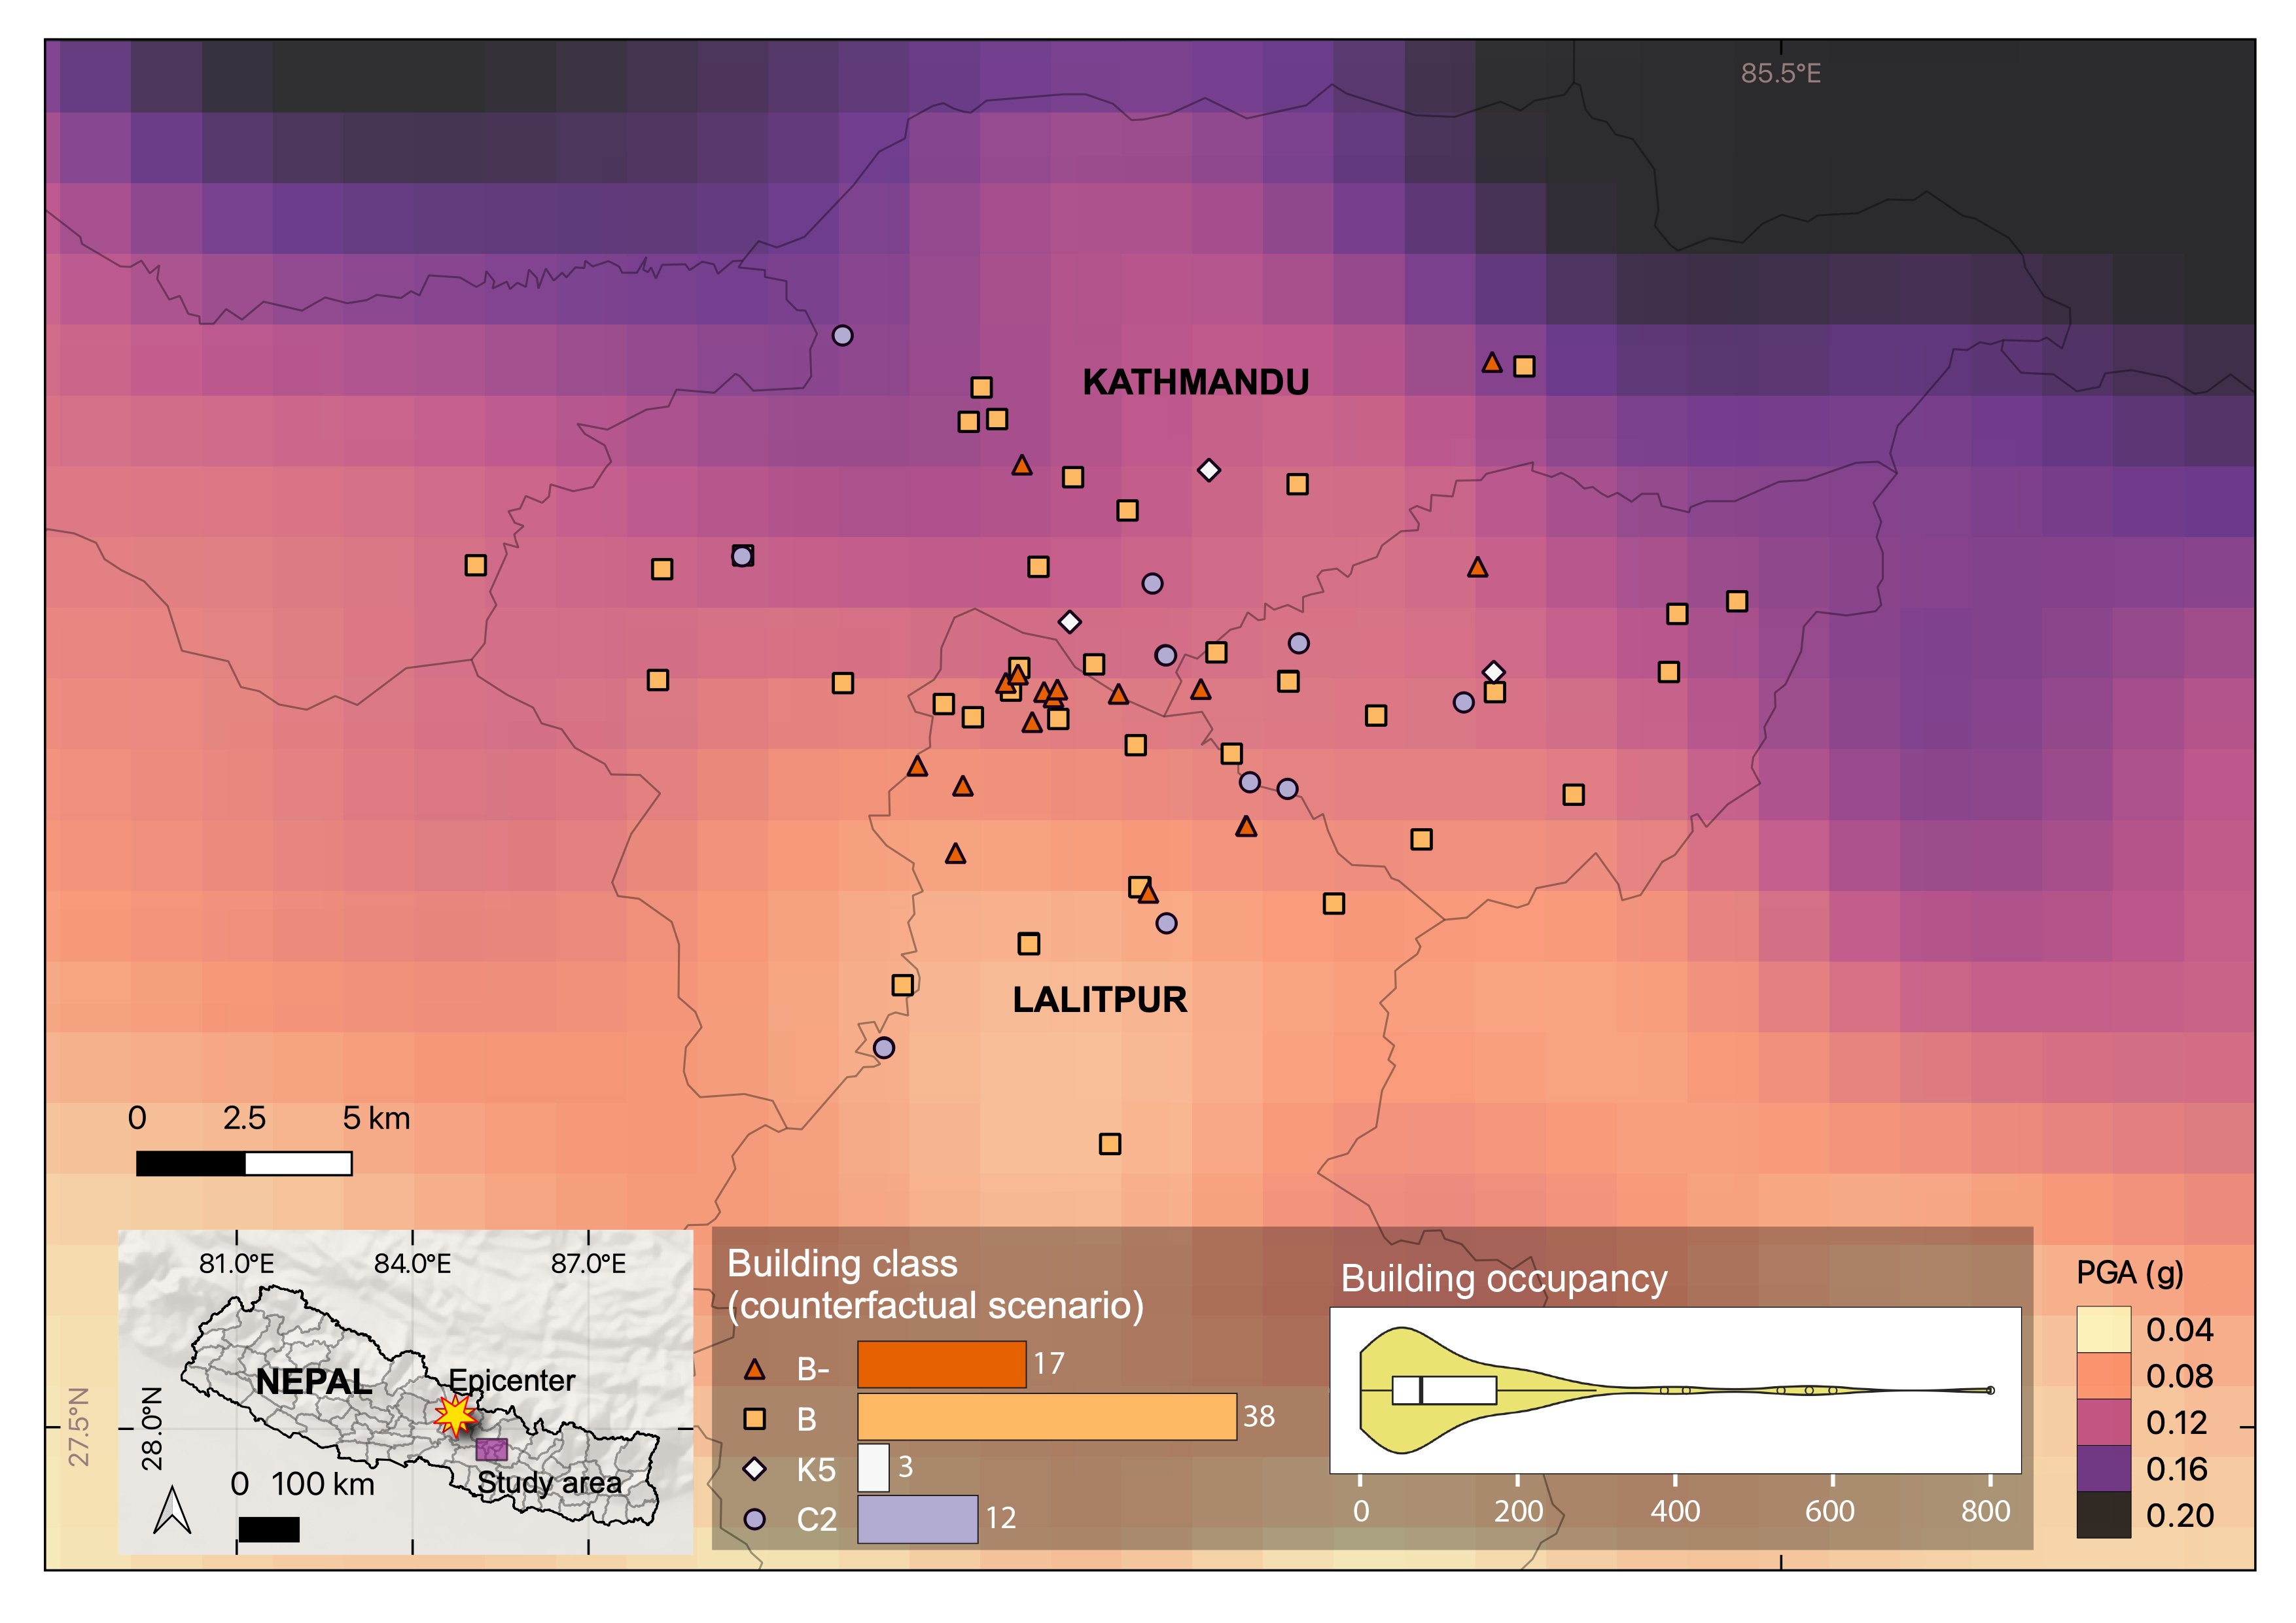 85.5°E
KATHMANDU
LALITPUR
0 2.5 5 km
27.5°N
81.0°E 84.0°E 87.0°E
28.0°N
NEPAL
Epicenter
Study area
0 100 km
Building class
(counterfactual scenario)
B- 17
B 38
K5 3
C2 12
Building occupancy
0 200 400 600 800
PGA (g)
0.04
0.08
0.12
0.16
0.20